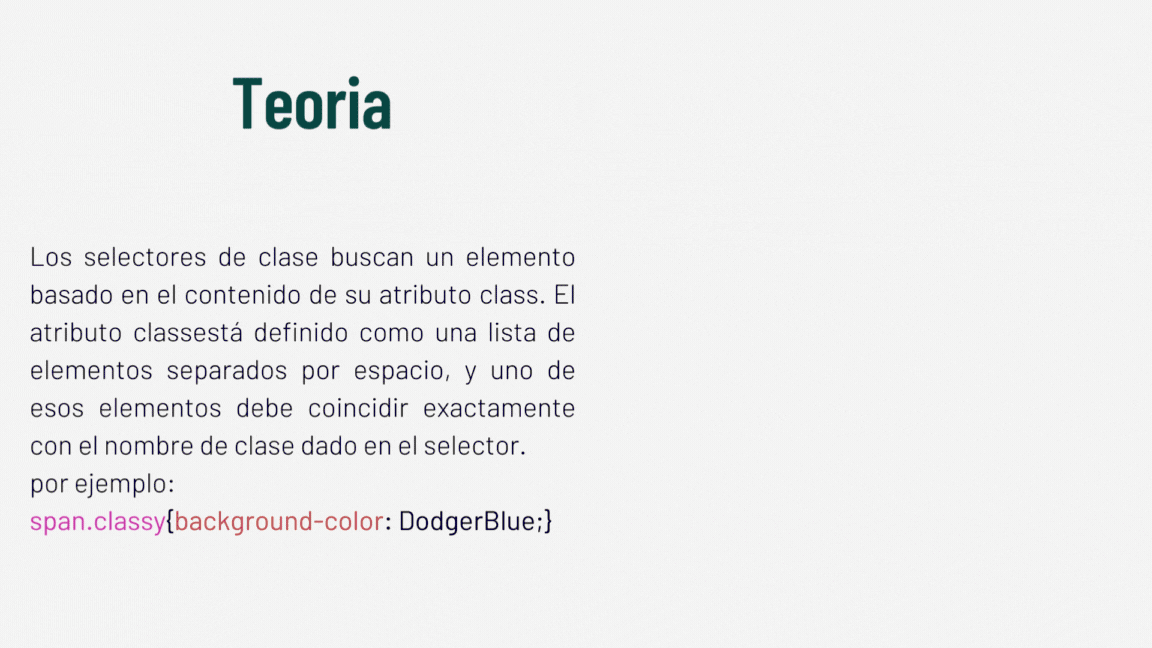 Teoria
Los selectores de clase buscan un elemento
basado en el contenido de su atributo class. El
atributo classestá definido como una lista de
elementos separados por espacio, y uno de
esos elementos debe coincidir exactamente
con el nombre de clase dado en el selector.
por ejemplo:
span.classy{background-color: DodgerBlue;}